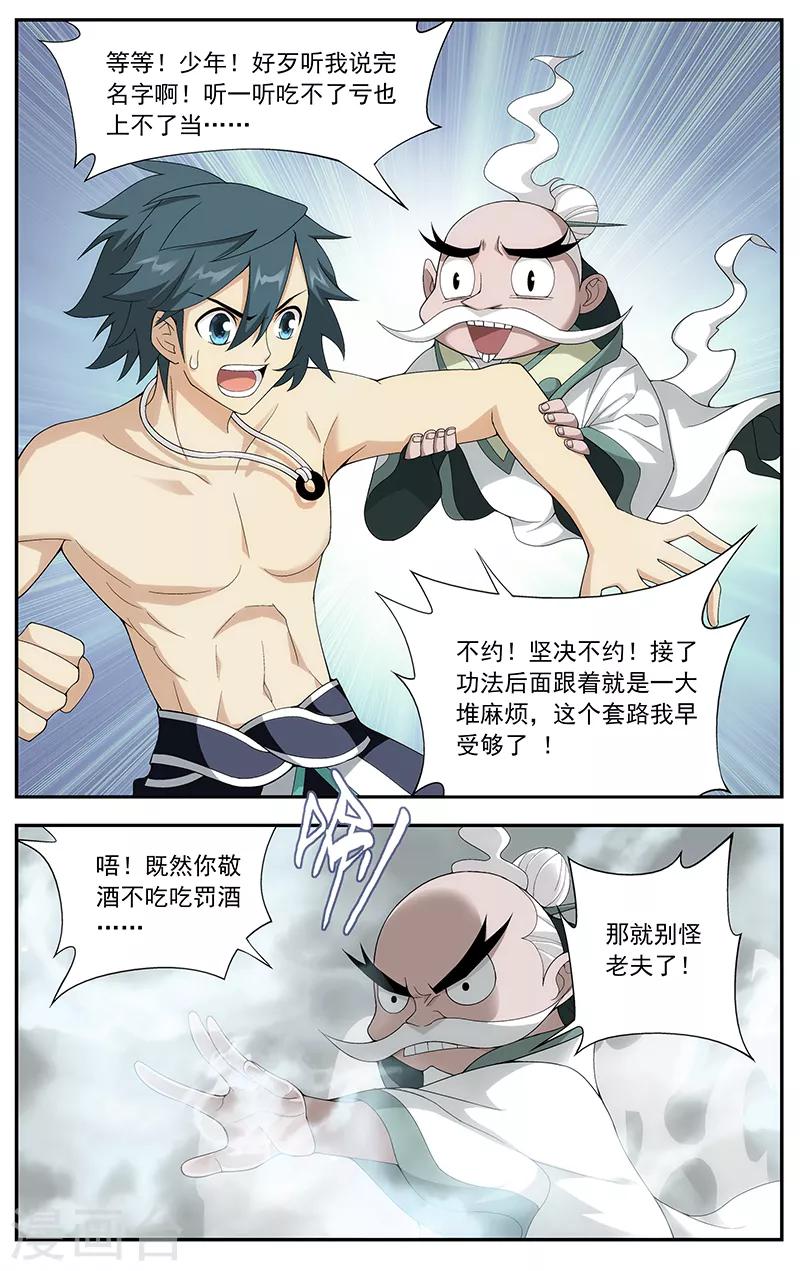 等等！少年！好歹听我说完
名字啊！听一听吃不了亏也
上不了当……
不约！坚决不约！接了
功法后面跟着就是一大
堆麻烦，这个套路我早
受够了 ！
唔！既然你敬
酒不吃吃罚酒
……
那就别怪
老夫了！
漫画台